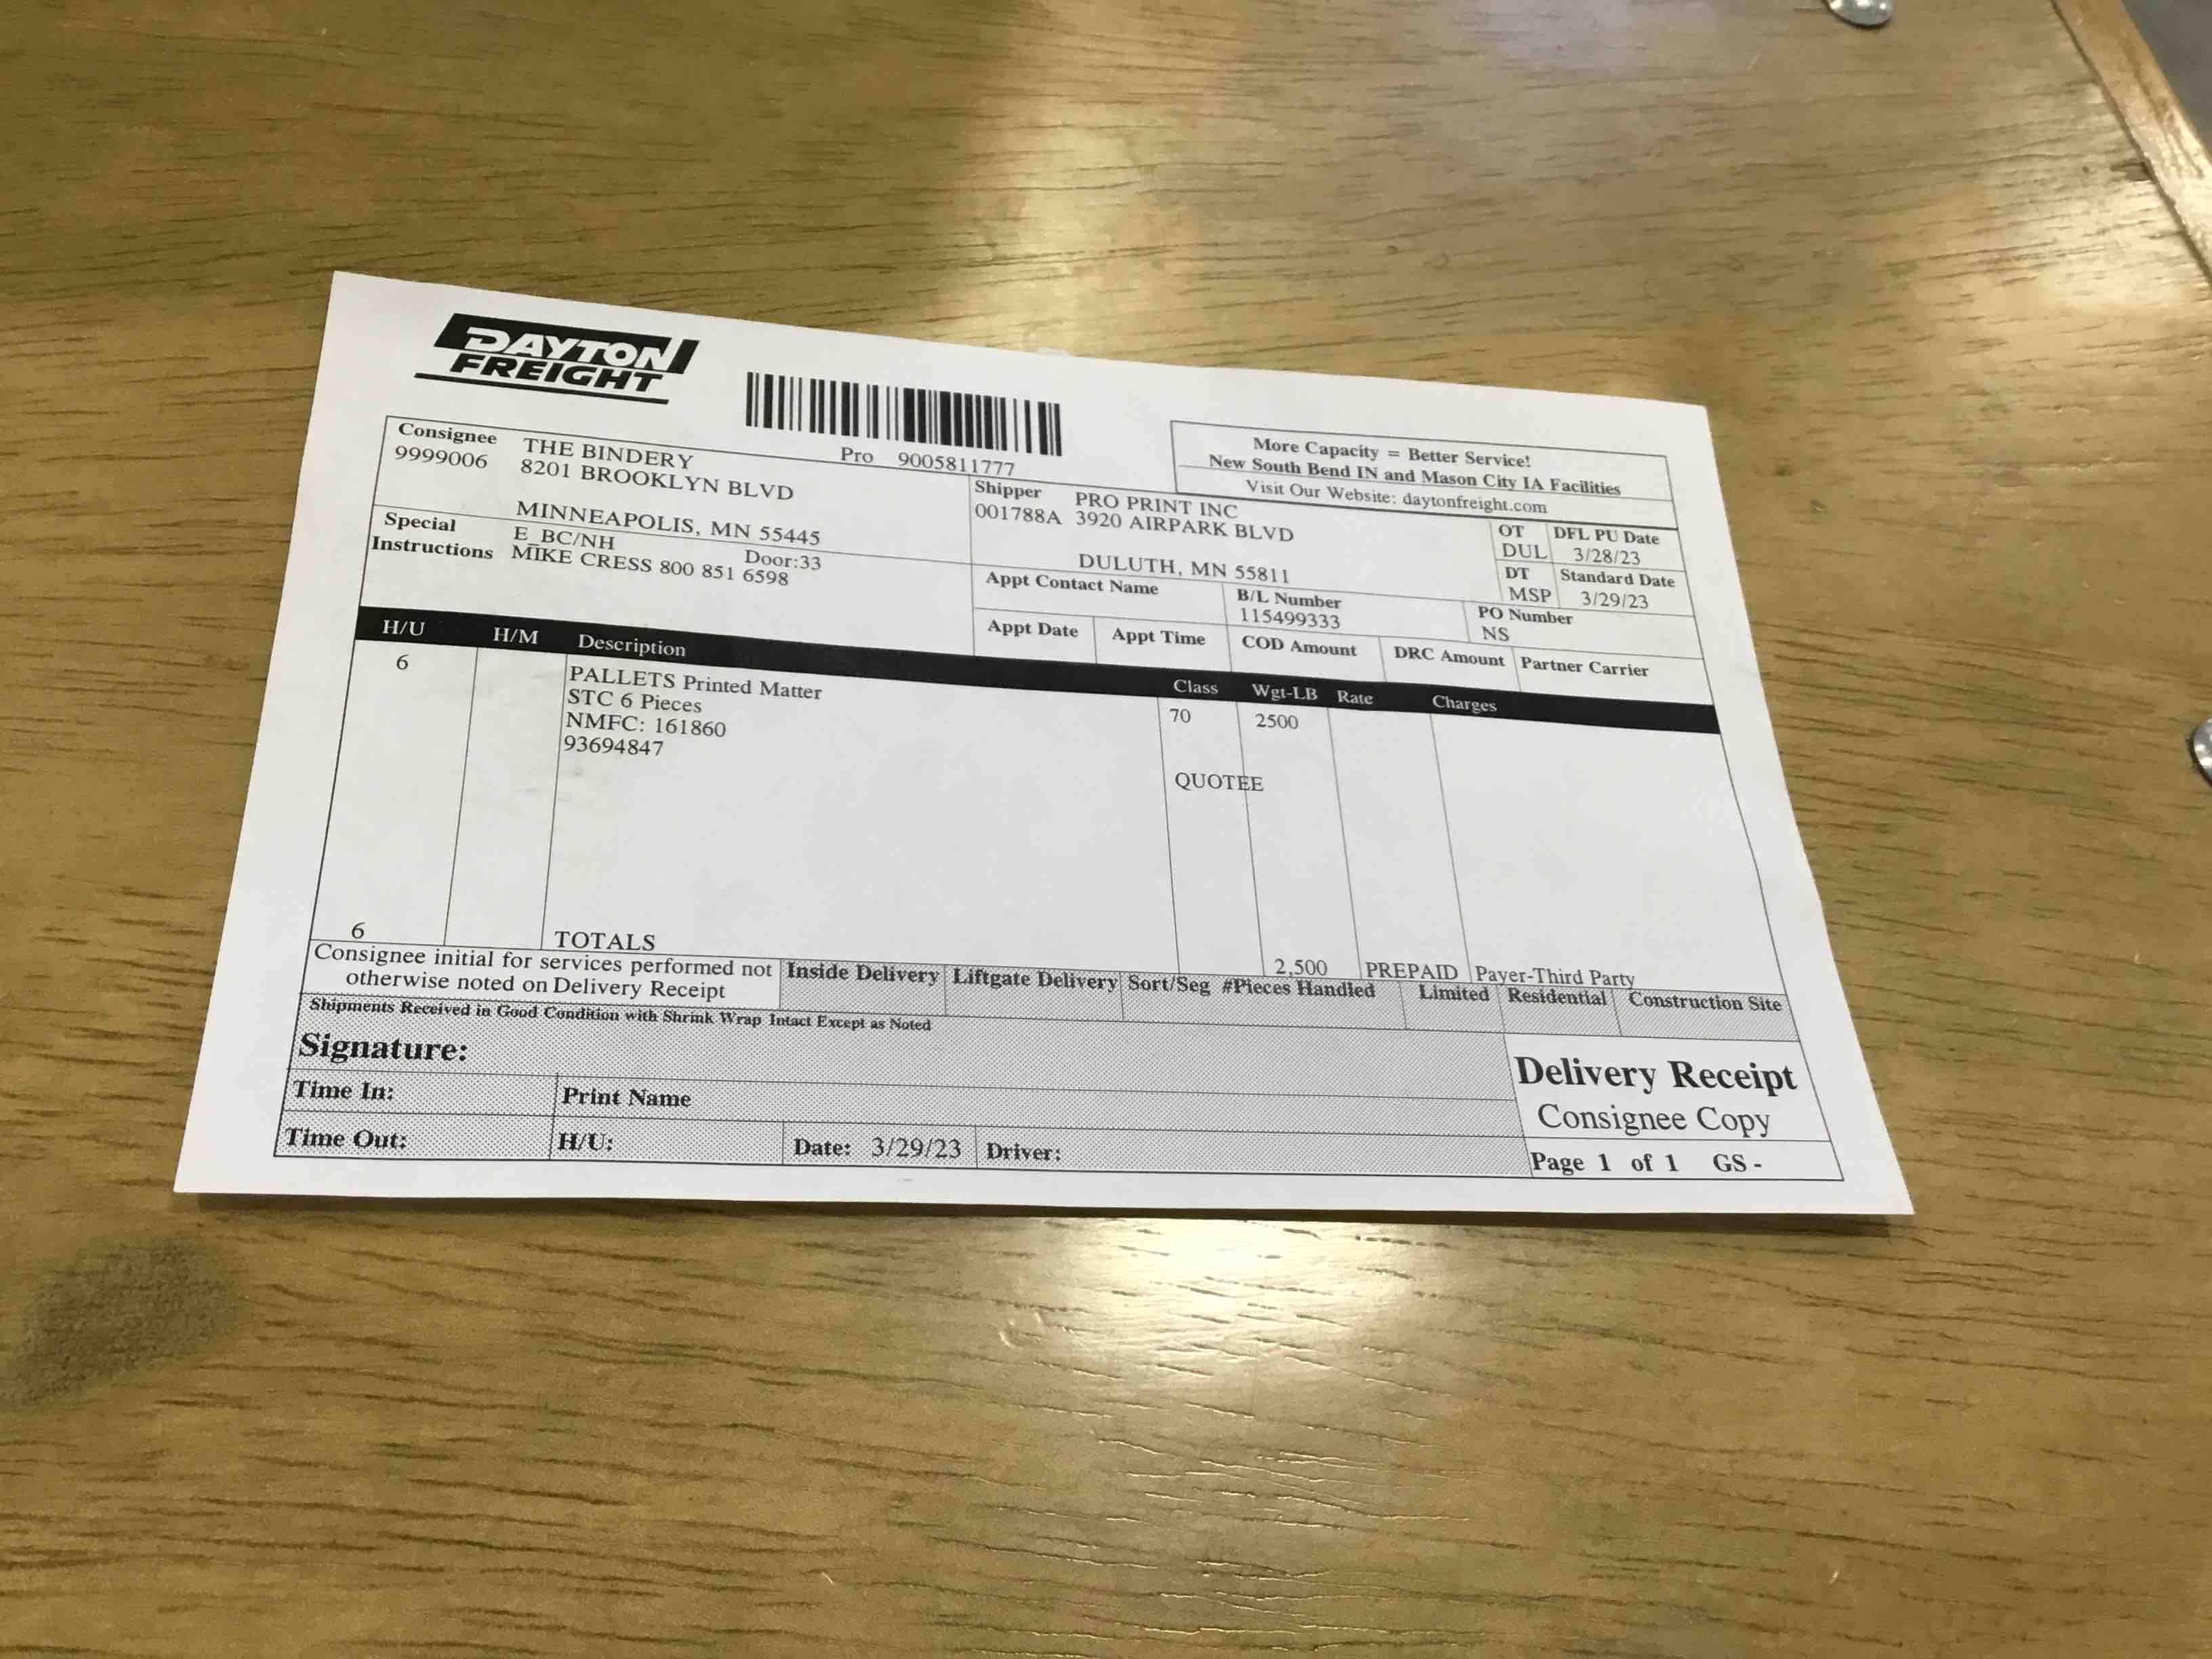 DAYTON
FREIGHT
Pro 9005811777
More Capacity = Better Service!
New South Bend IN and Mason City IA Facilities
Visit Our Website: daytonfreight.com
Consignee
9999006
THE BINDERY
8201 BROOKLYN BLVD
MINNEAPOLIS, MN 55445
Shipper
001788A
PRO PRINT INC
3920 AIRPARK BLVD
DULUTH, MN 55811
OT DFL PU Date
DUL 3/28/23
DT Standard Date
MSP 3/29/23
Special
Instructions
E_BC/NH Door:33
MIKE CRESS 800 851 6598
Appt Contact Name
B/L Number
115499333
PO Number
NS
Appt Date Appt Time COD Amount DRC Amount Partner Carrier
H/U H/M Description Class Wgt-LB Rate Charges
6 PALLETS Printed Matter 70 2500
STC 6 Pieces
NMFC: 161860
93694847
QUOTEE
6 TOTALS 2,500 PREPAID Payer-Third Party
Consignee initial for services performed not
otherwise noted on Delivery Receipt
Inside Delivery Liftgate Delivery Sort/Seg #Pieces Handled Limited Residential Construction Site
Shipments Received in Good Condition with Shrink Wrap Intact Except as Noted
Signature:
Time In: Print Name
Time Out: H/U: Date: 3/29/23 Driver:
Delivery Receipt
Consignee Copy
Page 1 of 1 GS -